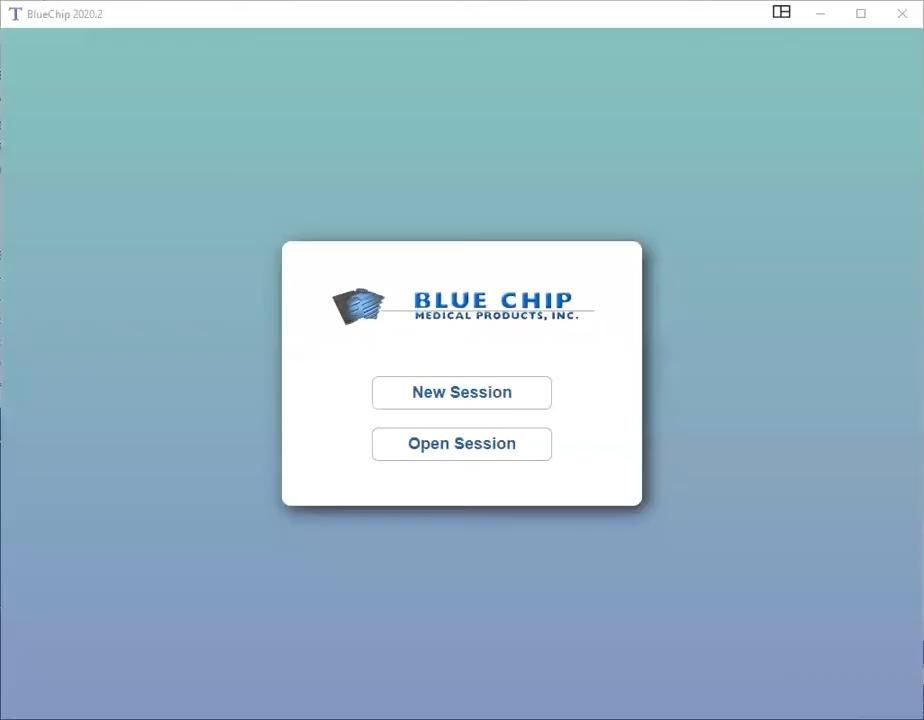 BlueChip 2020.2
BLUE CHIP
MEDICAL PRODUCTS, INC.
New Session
Open Session